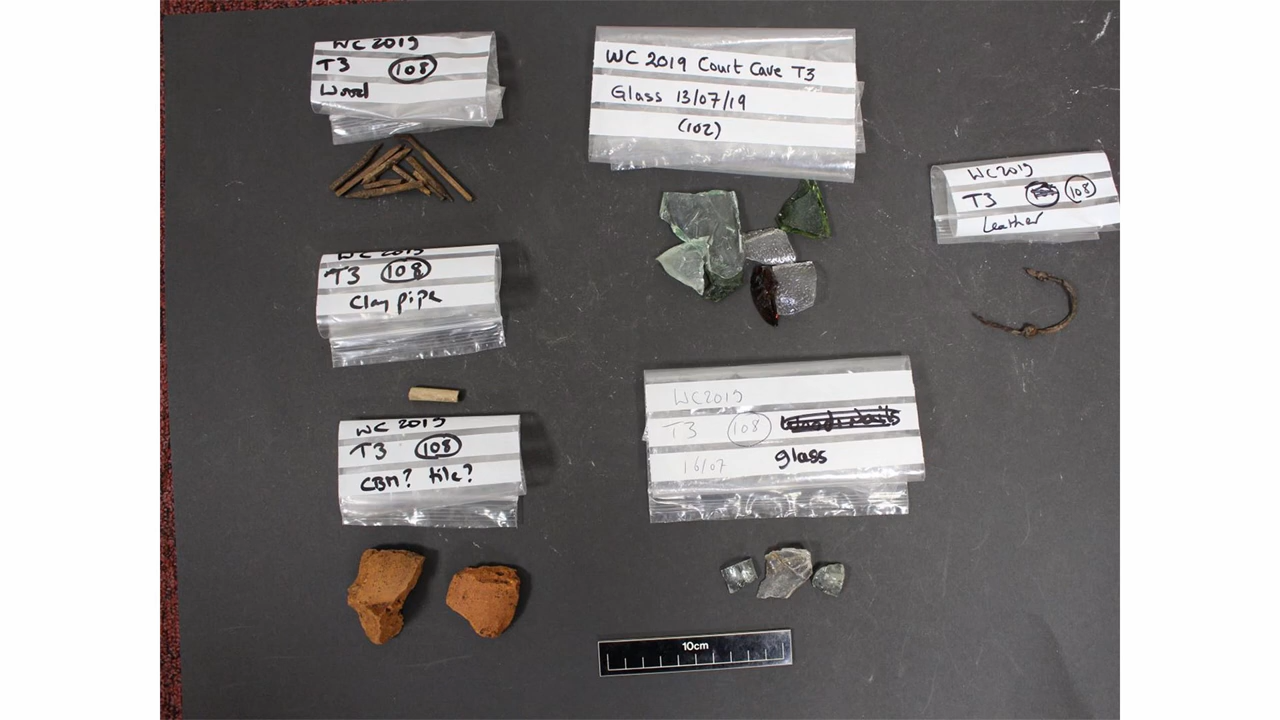 WC 2019
T3 108
Wood
WC 2019 Court Cave T3
Glass 13/07/19
(102)
WC2019
T3 108
Leather
WC 2019
T3 108
Clay pipe
WC 2019
T3 108
CBM? tile?
WC2019
T3 108
16/07 glass
10cm